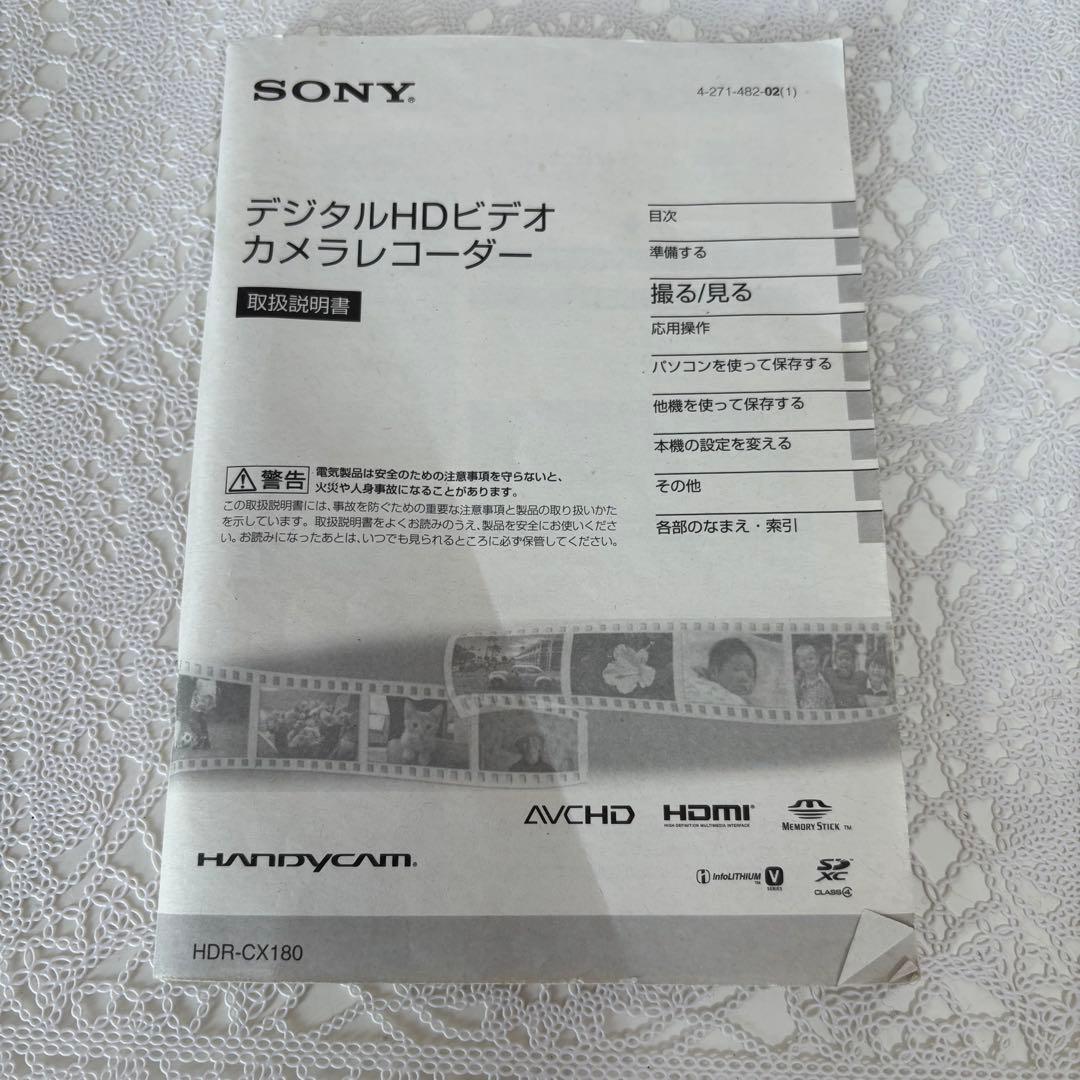 SONY®
4-271-482-02(1)
デジタルHDビデオ
カメラレコーダー
取扱説明書
目次
準備する
撮る/見る
応用操作
パソコンを使って保存する
他機を使って保存する
本機の設定を変える
その他
各部のなまえ・索引
警告
電気製品は安全のための注意事項を守らないと、
火災や人身事故になることがあります。
この取扱説明書には、事故を防ぐための重要な注意事項と製品の取り扱いかた
を示しています。取扱説明書をよくお読みのうえ、製品を安全にお使いくださ
い。お読みになったあとは、いつでも見られるところに必ず保管してください。
AVCHD
HDMI®
HIGH DEFINITION MULTIMEDIA INTERFACE
MEMORY STICK ™
HANDYCAM®
InfoLITHIUM ™
V
SERIES
SD
XC ™
CLASS4
HDR-CX180